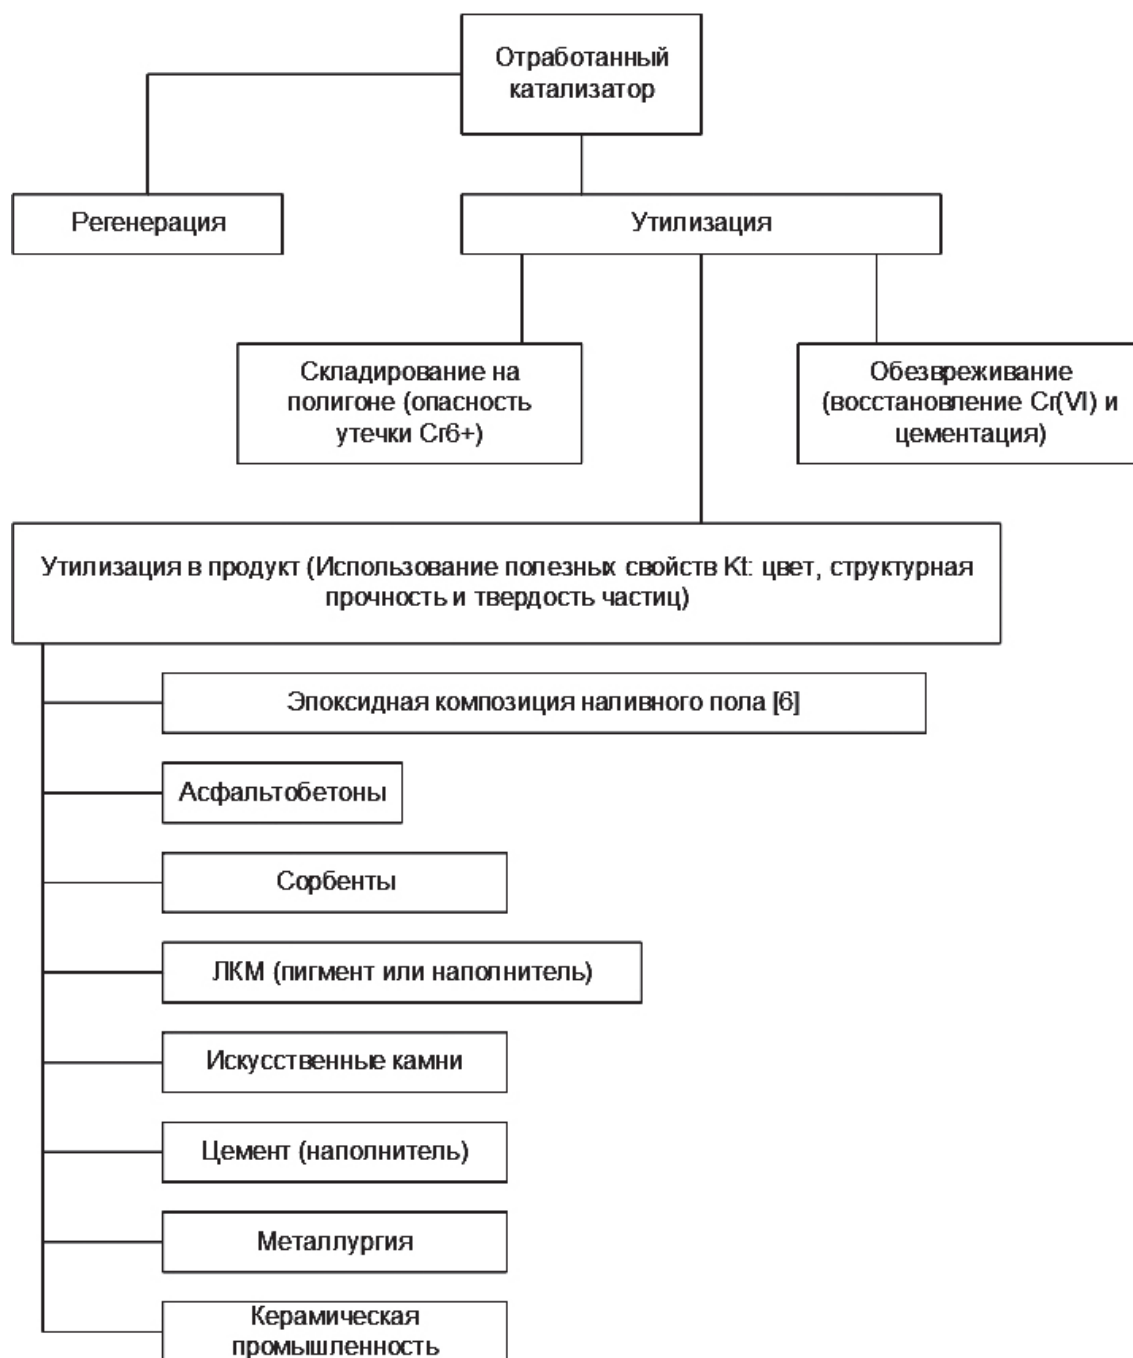 Отработанный
катализатор
Регенерация
Утилизация
Складирование на
полигоне (опасность
утечки Cr6+)
Обезвреживание
(восстановление Cr(VI) и
цементация)
Утилизация в продукт (Использование полезных свойств Kt: цвет, структурная
прочность и твердость частиц)
Эпоксидная композиция наливного пола [6]
Асфальтобетоны
Сорбенты
ЛКМ (пигмент или наполнитель)
Искусственные камни
Цемент (наполнитель)
Металлургия
Керамическая
промышленность